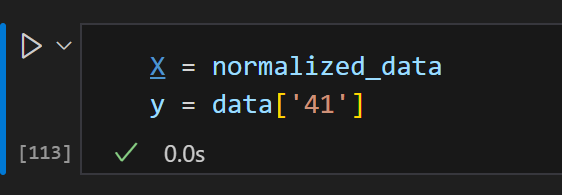 X = normalized_data
y = data['41']
[113] 0.0s